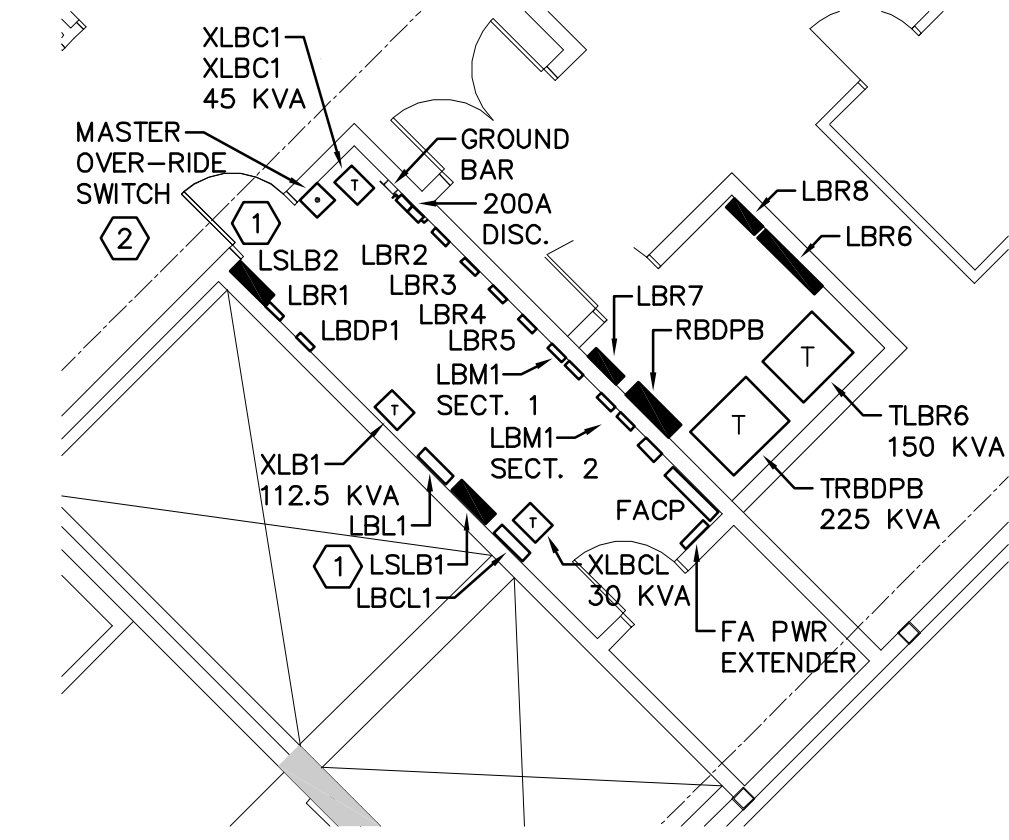 XLBC1
XLBC1
45 KVA
MASTER
OVER-RIDE
SWITCH
2
1
T
GROUND
BAR
200A
DISC.
LBR8
LBR6
LSLB2
LBR1
LBDP1
LBR2
LBR3
LBR4
LBR5
LBM1
SECT. 1
LBM1
SECT. 2
LBR7
RBDPB
T
T
TLBR6
150 KVA
TRBDPB
225 KVA
T
XLB1
112.5 KVA
LBL1
1
LSLB1
LBCL1
T
FACP
XLBCL
30 KVA
FA PWR
EXTENDER